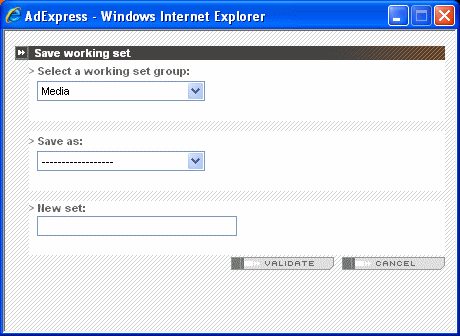 AdExpress - Windows Internet Explorer
Save working set
> Select a working set group:
Media
> Save as:
------------------
> New set:
VALIDATE CANCEL